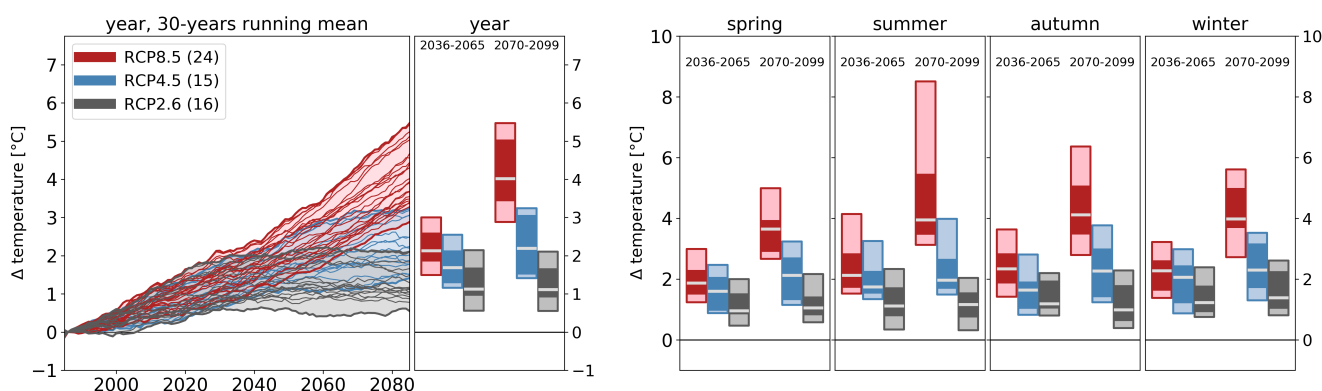 year, 30-years running mean
year
2036-2065 2070-2099
RCP8.5 (24)
RCP4.5 (15)
RCP2.6 (16)
Δ temperature [°C]
7
6
5
4
3
2
1
0
−1
2000 2020 2040 2060 2080
7
6
5
4
3
2
1
0
−1
spring
summer
autumn
winter
2036-2065 2070-2099
2036-2065 2070-2099
2036-2065 2070-2099
2036-2065 2070-2099
Δ temperature [°C]
10
8
6
4
2
0
10
8
6
4
2
0